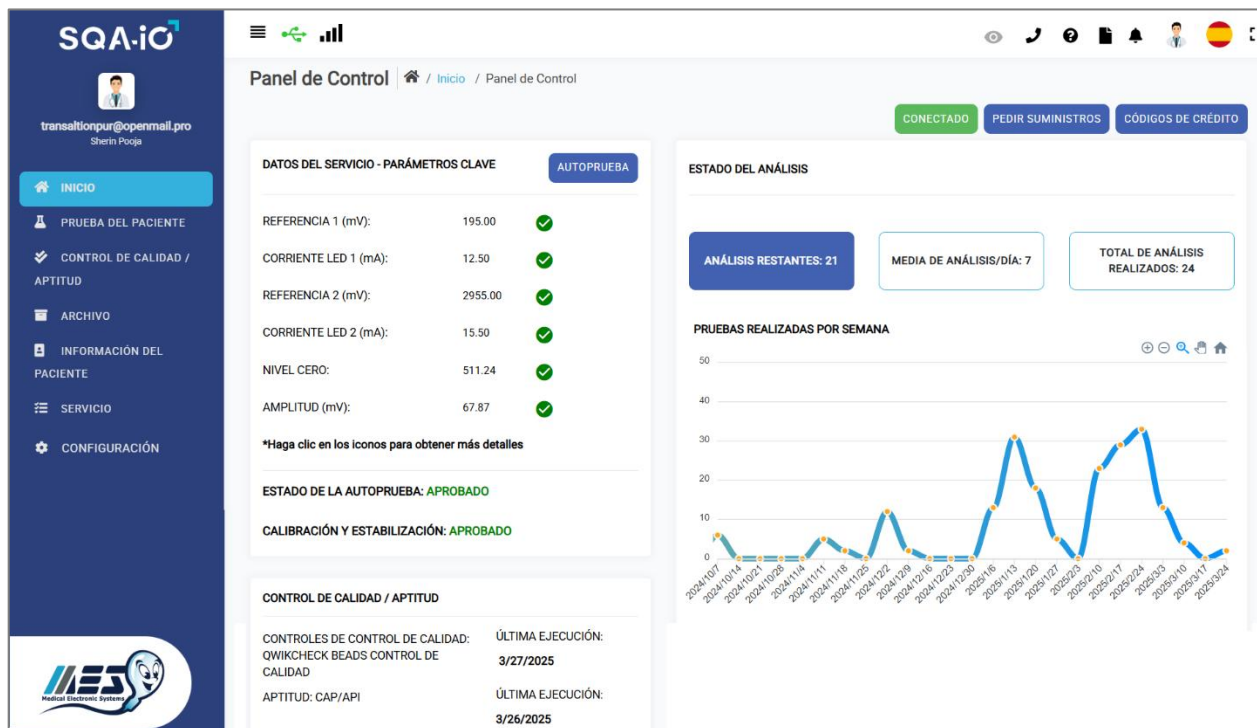 SQA·iO
transaltionpur@openmail.pro
Sherin Pooja
INICIO
PRUEBA DEL PACIENTE
CONTROL DE CALIDAD /
APTITUD
ARCHIVO
INFORMACIÓN DEL
PACIENTE
SERVICIO
CONFIGURACIÓN
MES
Medical Electronic Systems
Panel de Control / Inicio / Panel de Control
CONECTADO PEDIR SUMINISTROS CÓDIGOS DE CRÉDITO
DATOS DEL SERVICIO - PARÁMETROS CLAVE AUTOPRUEBA
REFERENCIA 1 (mV): 195.00
CORRIENTE LED 1 (mA): 12.50
REFERENCIA 2 (mV): 2955.00
CORRIENTE LED 2 (mA): 15.50
NIVEL CERO: 511.24
AMPLITUD (mV): 67.87
*Haga clic en los iconos para obtener más detalles
ESTADO DE LA AUTOPRUEBA: APROBADO
CALIBRACIÓN Y ESTABILIZACIÓN: APROBADO
CONTROL DE CALIDAD / APTITUD
CONTROLES DE CONTROL DE CALIDAD:
QWIKCHECK BEADS CONTROL DE
CALIDAD
ÚLTIMA EJECUCIÓN:
3/27/2025
APTITUD: CAP/API
ÚLTIMA EJECUCIÓN:
3/26/2025
ESTADO DEL ANÁLISIS
ANÁLISIS RESTANTES: 21
MEDIA DE ANÁLISIS/DÍA: 7
TOTAL DE ANÁLISIS
REALIZADOS: 24
PRUEBAS REALIZADAS POR SEMANA
50
40
30
20
10
0
2024/10/7
2024/10/14
2024/10/21
2024/10/28
2024/11/4
2024/11/11
2024/11/18
2024/11/25
2024/12/2
2024/12/9
2024/12/16
2024/12/23
2024/12/30
2025/1/6
2025/1/13
2025/1/20
2025/1/27
2025/2/3
2025/2/10
2025/2/17
2025/2/24
2025/3/3
2025/3/10
2025/3/17
2025/3/24